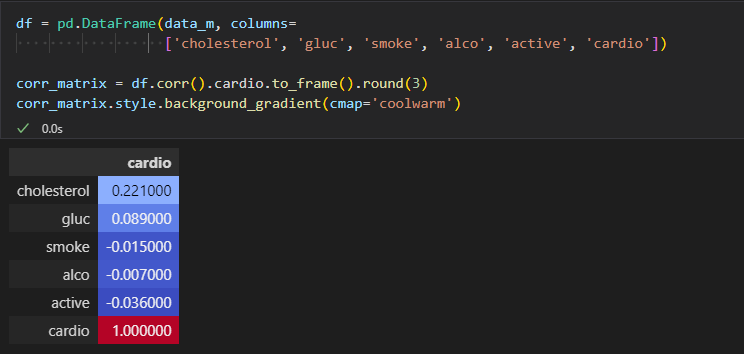 df = pd.DataFrame(data_m, columns=
['cholesterol', 'gluc', 'smoke', 'alco', 'active', 'cardio'])
corr_matrix = df.corr().cardio.to_frame().round(3)
corr_matrix.style.background_gradient(cmap='coolwarm')
✓ 0.0s
cardio
cholesterol 0.221000
gluc 0.089000
smoke -0.015000
alco -0.007000
active -0.036000
cardio 1.000000